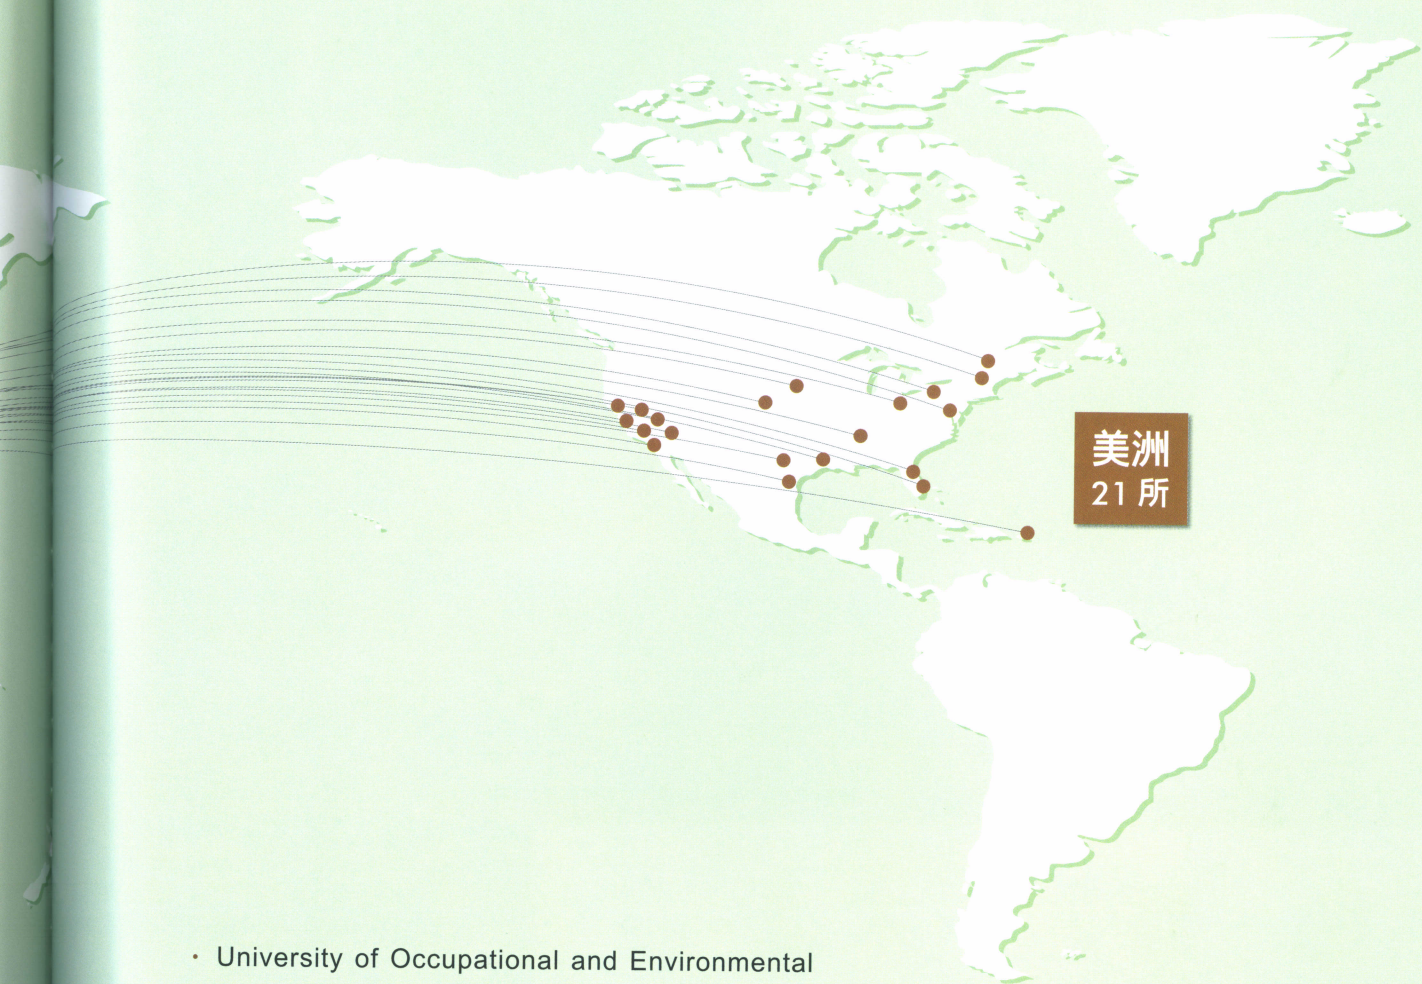 美洲
21 所
· University of Occupational and Environmental